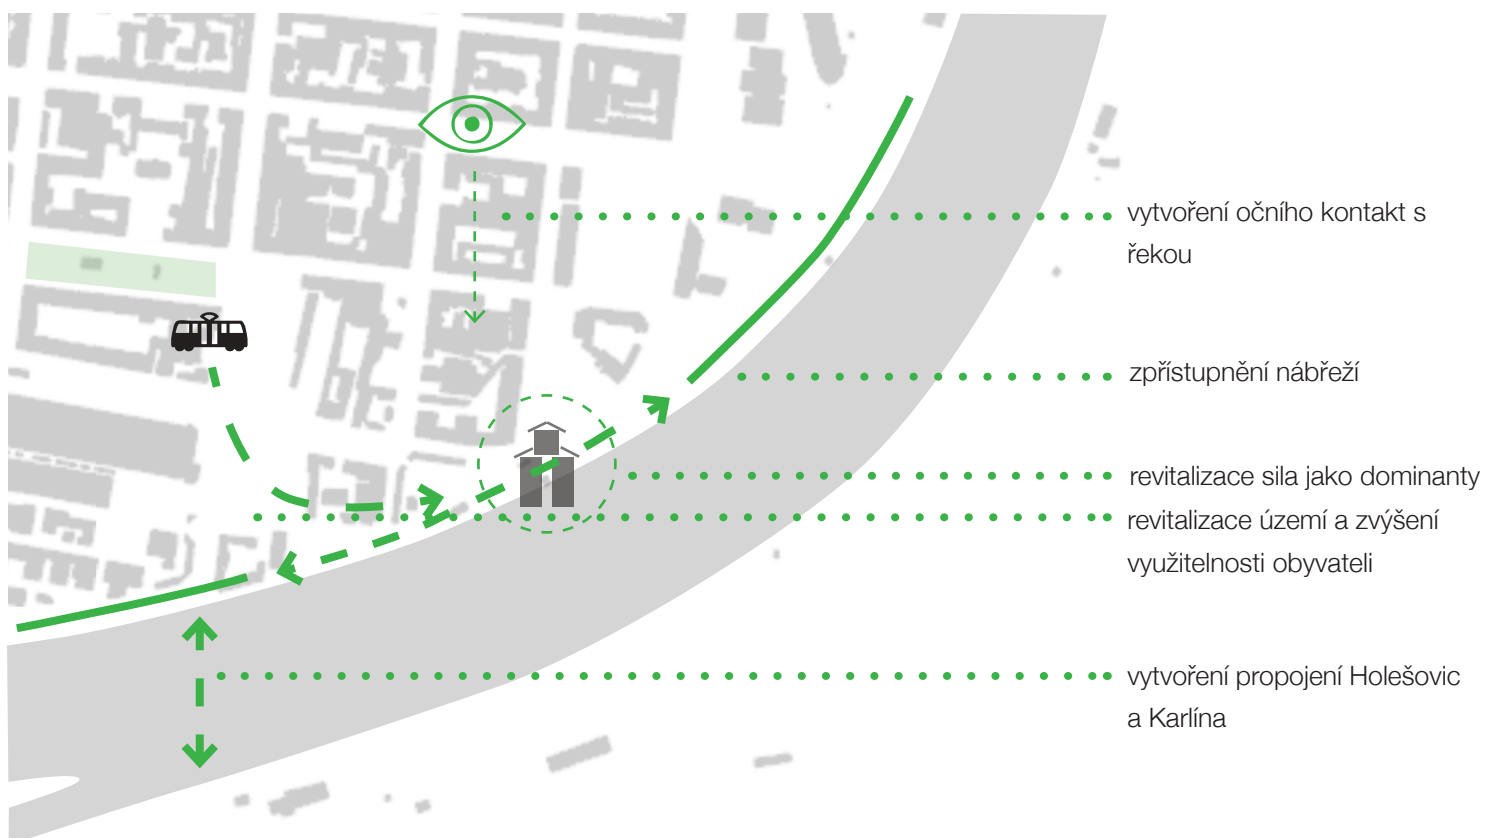 vytvoření očního kontakt s
řekou
zpřístupnění nábřeží
revitalizace sila jako dominanty
revitalizace území a zvýšení
využitelnosti obyvateli
vytvoření propojení Holešovic
a Karlína